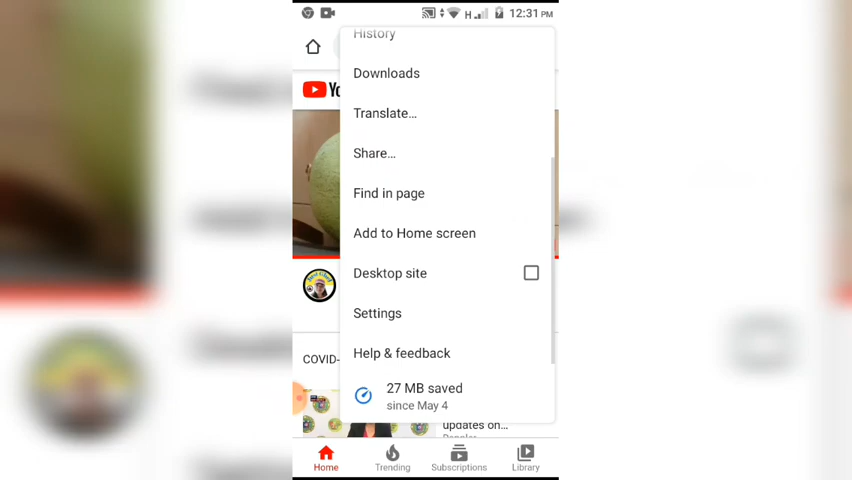 H 12:31 PM
History
Downloads
Translate...
Share...
Find in page
Add to Home screen
Desktop site
Settings
Help & feedback
COVID-
27 MB saved
since May 4
updates on...
Home Trending Subscriptions Library